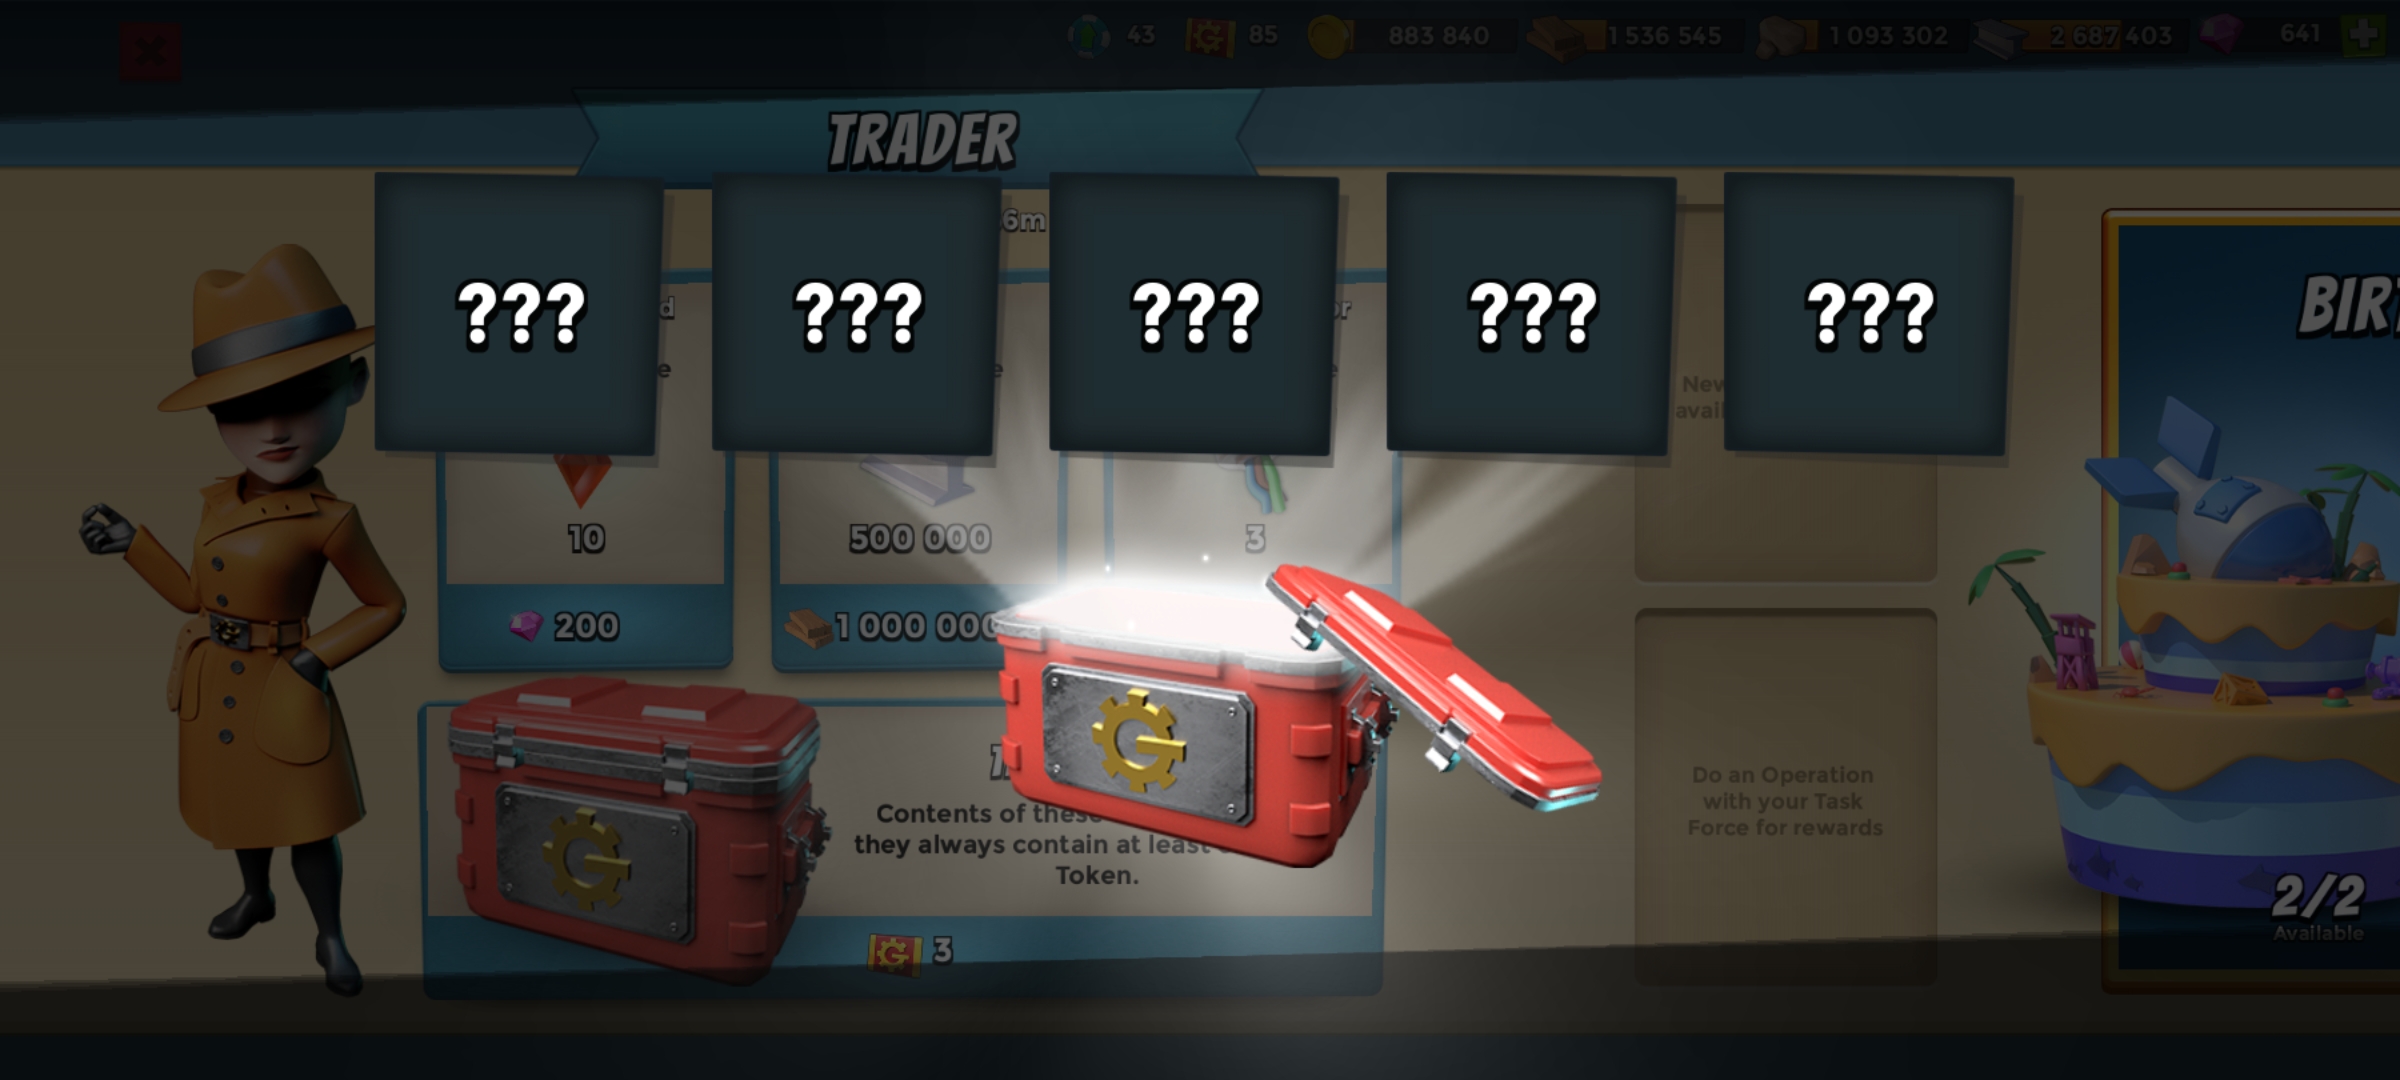 43 85 883 840 1 536 545 1 093 302 2 687 403 641
TRADER
6m
??? ??? ??? ??? ???
10 500 000 3
200 1 000 000
BIR
Contents of these
they always contain at least
Token.
3
Do an Operation
with your Task
Force for rewards
2/2
Available